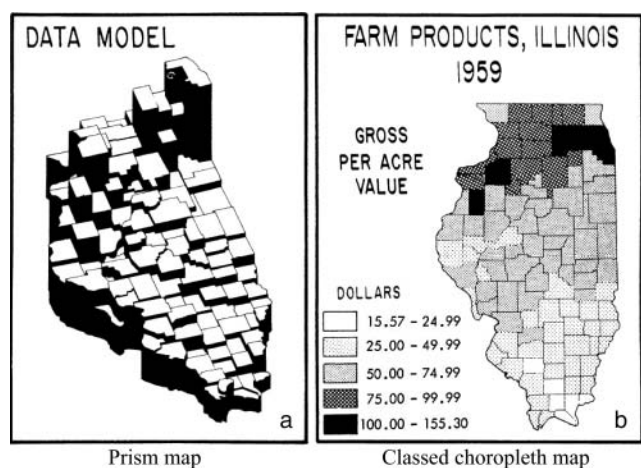 DATA MODEL
a
Prism map
FARM PRODUCTS, ILLINOIS
1959
GROSS
PER ACRE
VALUE
DOLLARS
15.57 - 24.99
25.00 - 49.99
50.00 - 74.99
75.00 - 99.99
100.00 - 155.30
b
Classed choropleth map